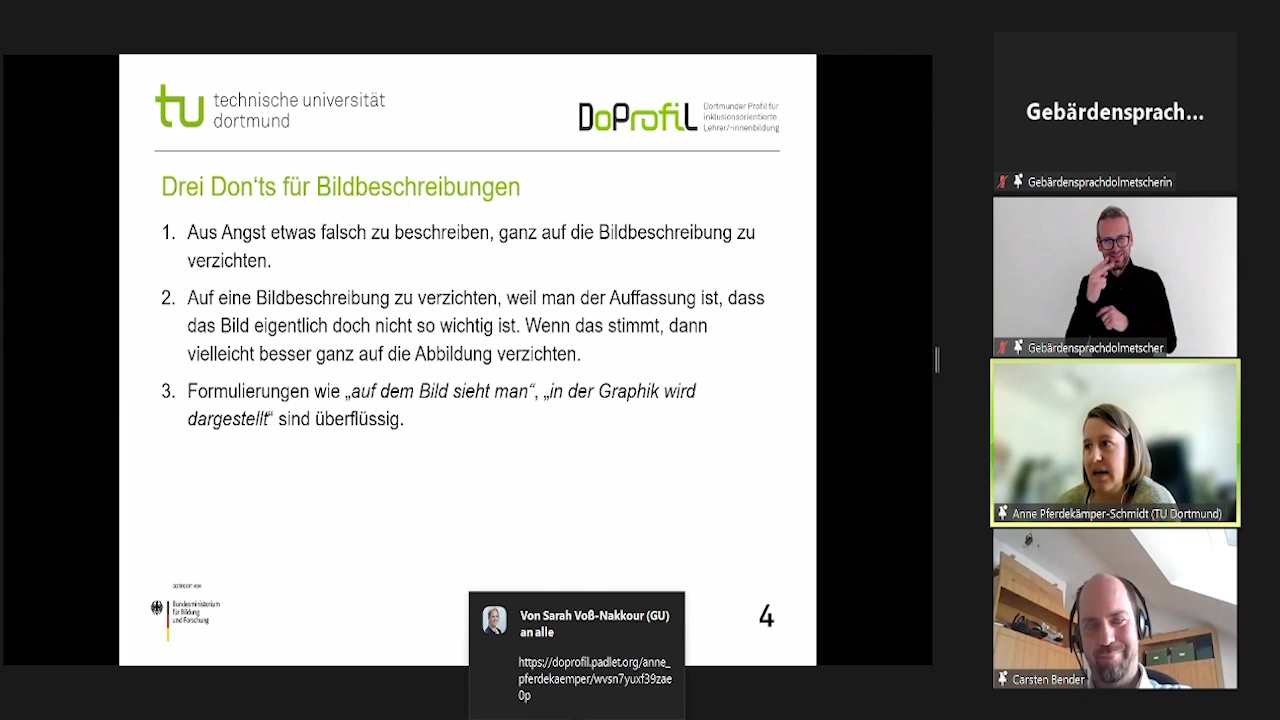 technische universität
dortmund
DoProfiL
Dortmunder Profil für
inklusionsorientierte
Lehrer/-innenbildung
Drei Don‘ts für Bildbeschreibungen
1. Aus Angst etwas falsch zu beschreiben, ganz auf die Bildbeschreibung zu
verzichten.
2. Auf eine Bildbeschreibung zu verzichten, weil man der Auffassung ist, dass
das Bild eigentlich doch nicht so wichtig ist. Wenn das stimmt, dann
vielleicht besser ganz auf die Abbildung verzichten.
3. Formulierungen wie „auf dem Bild sieht man“, „in der Graphik wird
dargestellt“ sind überflüssig.
GEFÖRDERT VOM
Bundesministerium
für Bildung
und Forschung
4
Von Sarah Voß-Nakkour (GU)
an alle
https://doprofil.padlet.org/anne_
pferdekaemper/wvsn7yuxf39zae
0p
Gebärdensprach...
Gebärdensprachdolmetscherin
Gebärdensprachdolmetscher
Anne Pferdekämper-Schmidt (TU Dortmund)
Carsten Bender